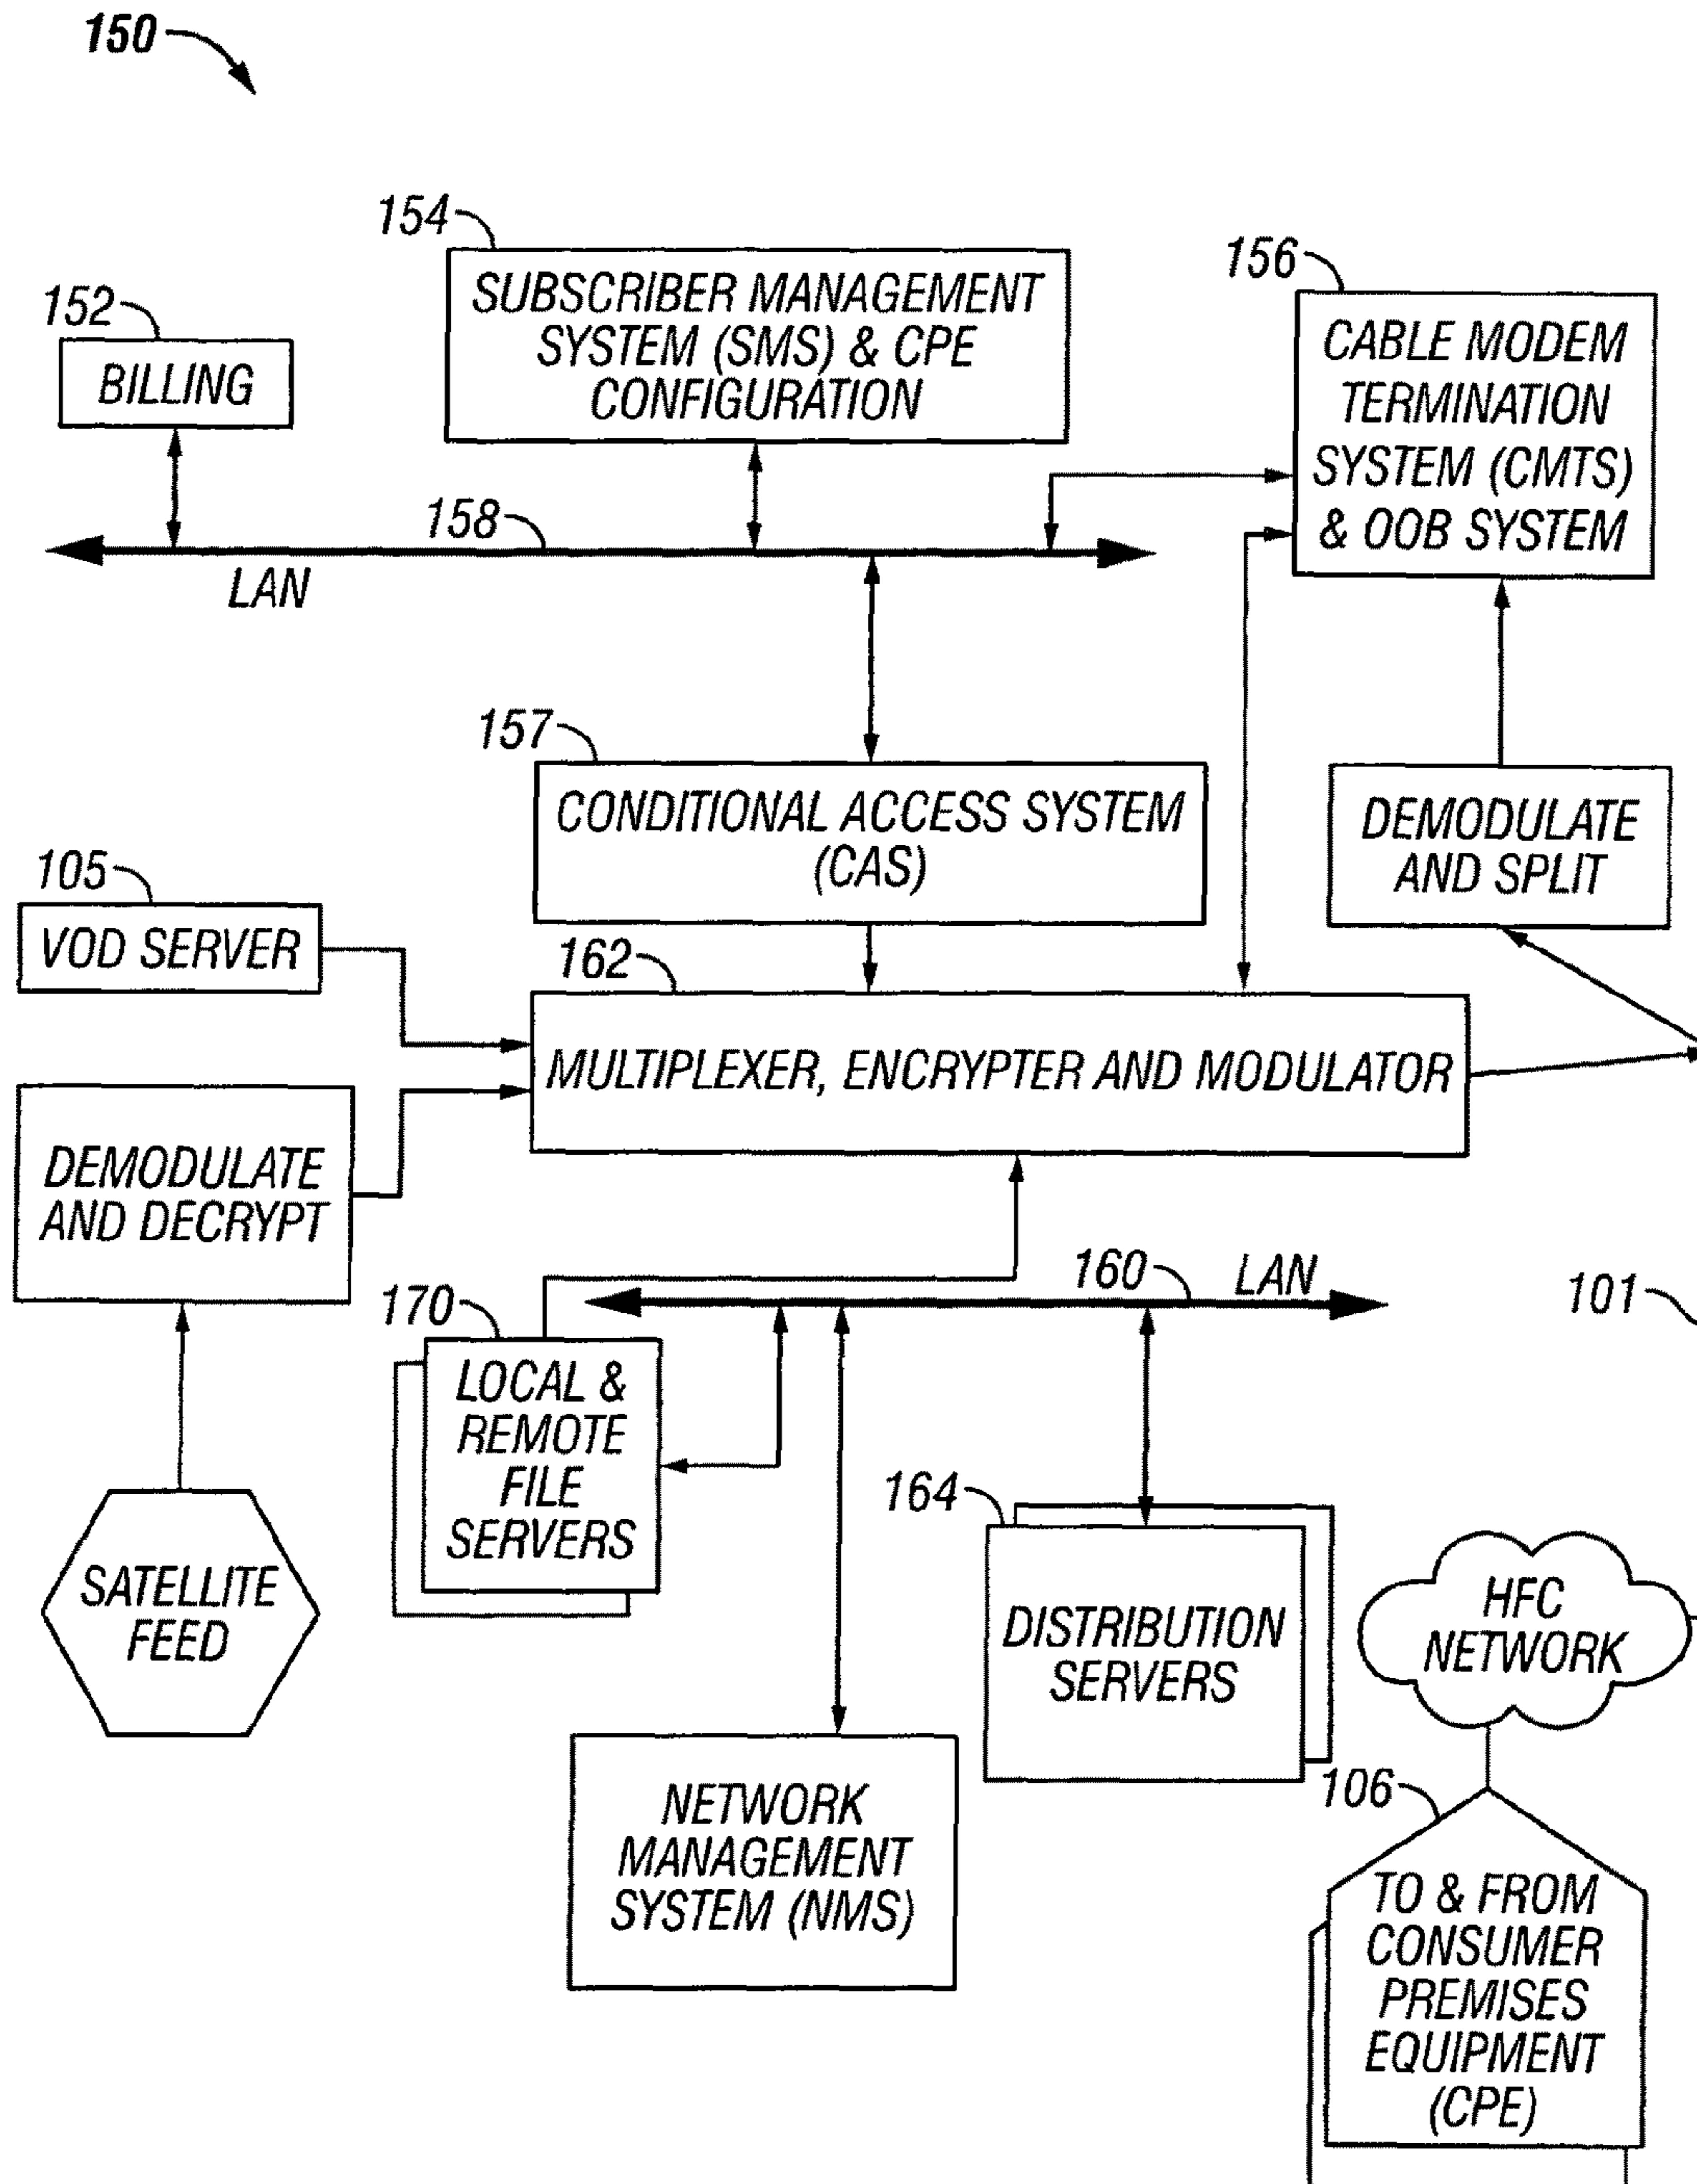 150
154
SUBSCRIBER MANAGEMENT
SYSTEM (SMS) & CPE
CONFIGURATION
156
CABLE MODEM
TERMINATION
SYSTEM (CMTS)
& OOB SYSTEM
152
BILLING
158
LAN
157
CONDITIONAL ACCESS SYSTEM
(CAS)
DEMODULATE
AND SPLIT
105
VOD SERVER
162
MULTIPLEXER, ENCRYPTER AND MODULATOR
DEMODULATE
AND DECRYPT
160
LAN
101
170
LOCAL &
REMOTE
FILE
SERVERS
SATELLITE
FEED
164
DISTRIBUTION
SERVERS
HFC
NETWORK
NETWORK
MANAGEMENT
SYSTEM (NMS)
106
TO & FROM
CONSUMER
PREMISES
EQUIPMENT
(CPE)